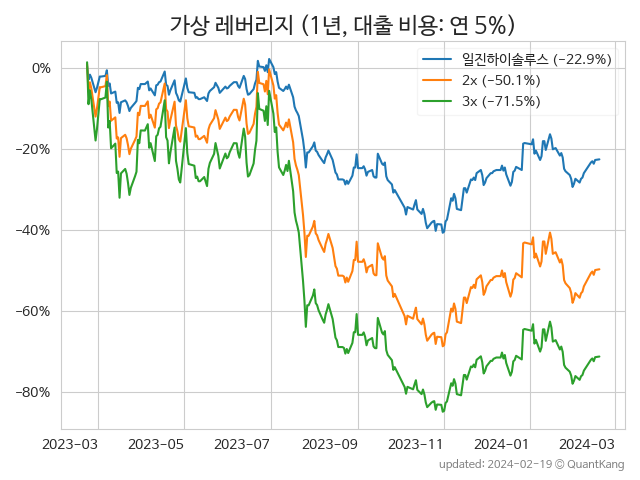 가상 레버리지 (1년, 대출 비용: 연 5%)
일진하이솔루스 (−22.9%)
2x (−50.1%)
3x (−71.5%)
0%
−20%
−40%
−60%
−80%
2023-03 2023-05 2023-07 2023-09 2023-11 2024-01 2024-03
updated: 2024-02-19 © QuantKang